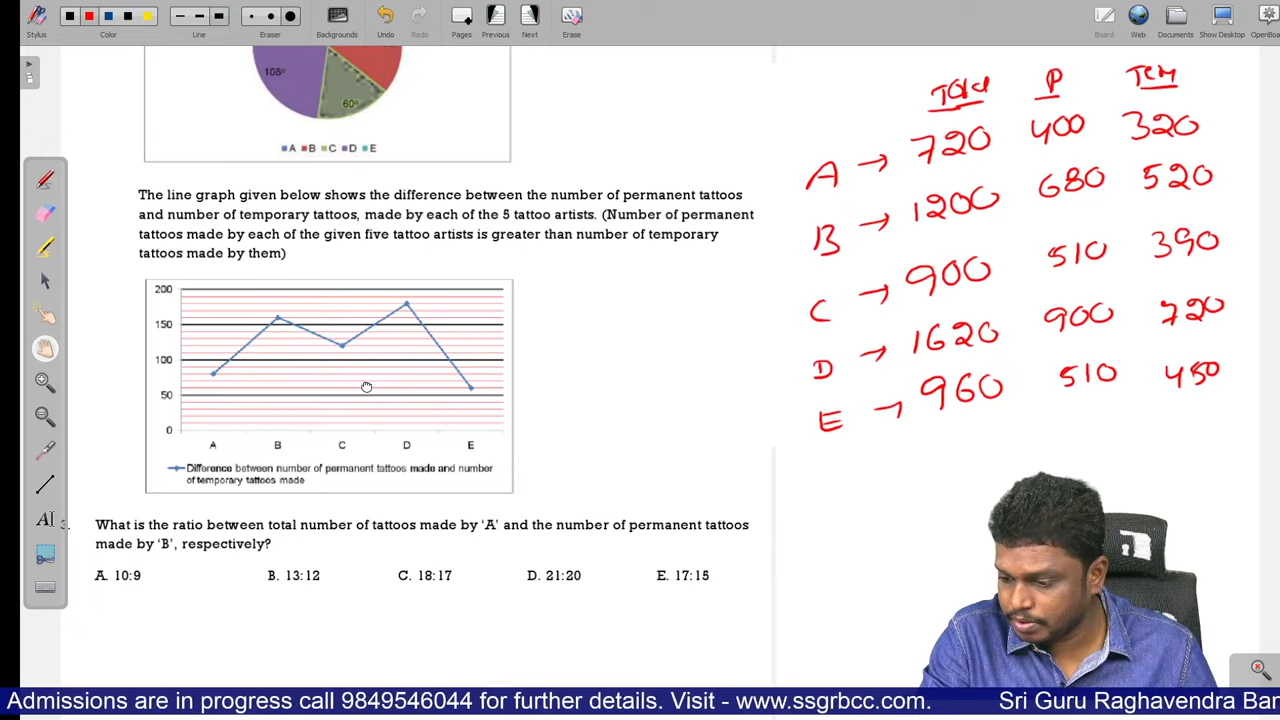 Stylus
Color
Line
Eraser
Backgrounds
Undo
Redo
Pages
Previous
Next
Erase
Board
Web
Documents
Show Desktop
OpenBoa
108°
60°
A B C D E
The line graph given below shows the difference between the number of permanent tattoos
and number of temporary tattoos, made by each of the 5 tattoo artists. (Number of permanent
tattoos made by each of the given five tattoo artists is greater than number of temporary
tattoos made by them)
200
150
100
50
0
A B C D E
Difference between number of permanent tattoos made and number
of temporary tattoos made
3. What is the ratio between total number of tattoos made by ‘A’ and the number of permanent tattoos
made by ‘B’, respectively?
A. 10:9 B. 13:12 C. 18:17 D. 21:20 E. 17:15
Total P Tem
A → 720 400 320
B → 1200 680 520
C → 900 510 390
D → 1620 900 720
E → 960 510 450
Admissions are in progress call 9849546044 for further details. Visit - www.ssgrbcc.com. Sri Guru Raghavendra Ban